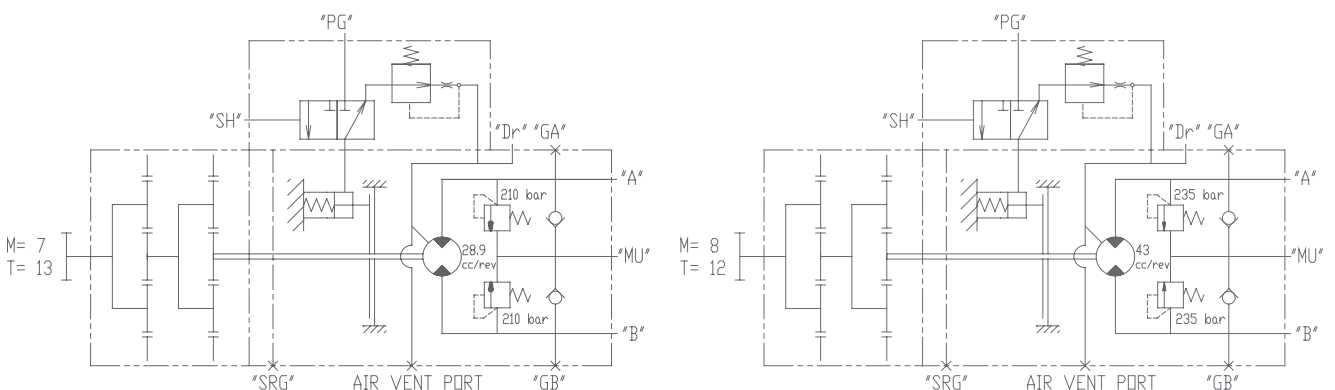 "PG"
"SH"
"Dr" "GA"
"A"
210 bar
M= 7
T= 13
28.9
cc/rev
"MU"
210 bar
"B"
"SRG" AIR VENT PORT "GB"
"PG"
"SH"
"Dr" "GA"
"A"
235 bar
M= 8
T= 12
43
cc/rev
"MU"
235 bar
"B"
"SRG" AIR VENT PORT "GB"